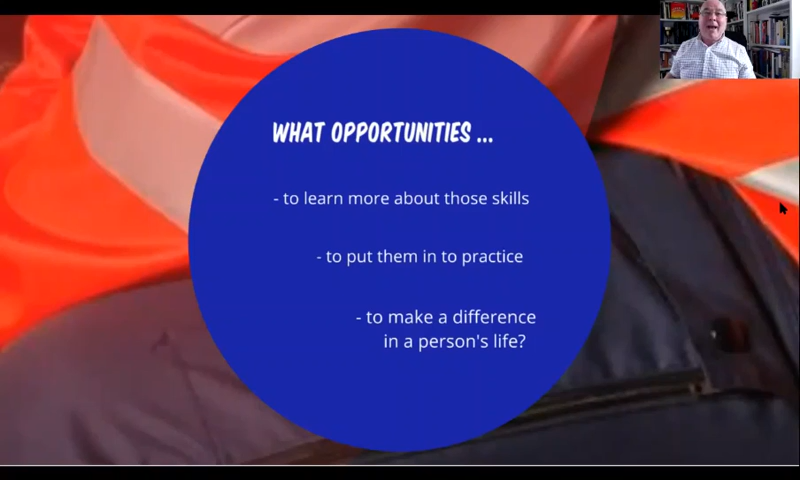 WHAT OPPORTUNITIES ...
- to learn more about those skills
- to put them in to practice
- to make a difference
in a person's life?